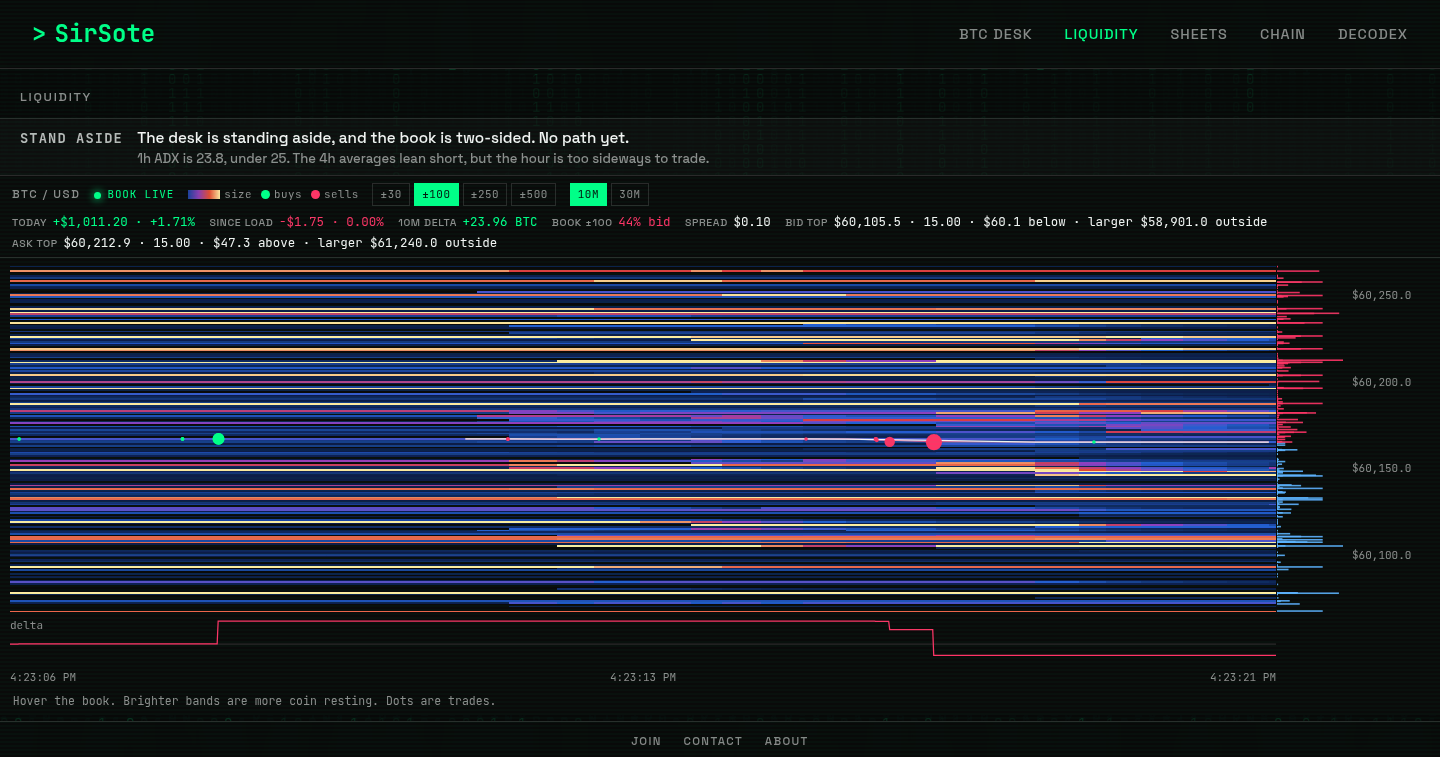 > SirSote
BTC DESK LIQUIDITY SHEETS CHAIN DECODEX
LIQUIDITY
STAND ASIDE The desk is standing aside, and the book is two-sided. No path yet.
1h ADX is 23.8, under 25. The 4h averages lean short, but the hour is too sideways to trade.
BTC / USD BOOK LIVE size buys sells ±30 ±100 ±250 ±500 10M 30M
TODAY +$1,011.20 · +1.71% SINCE LOAD -$1.75 · 0.00% 10M DELTA +23.96 BTC BOOK ±100 44% bid SPREAD $0.10 BID TOP $60,105.5 · 15.00 · $60.1 below · larger $58,901.0 outside
ASK TOP $60,212.9 · 15.00 · $47.3 above · larger $61,240.0 outside
$60,250.0
$60,200.0
$60,150.0
$60,100.0
delta
4:23:06 PM 4:23:13 PM 4:23:21 PM
Hover the book. Brighter bands are more coin resting. Dots are trades.
JOIN CONTACT ABOUT